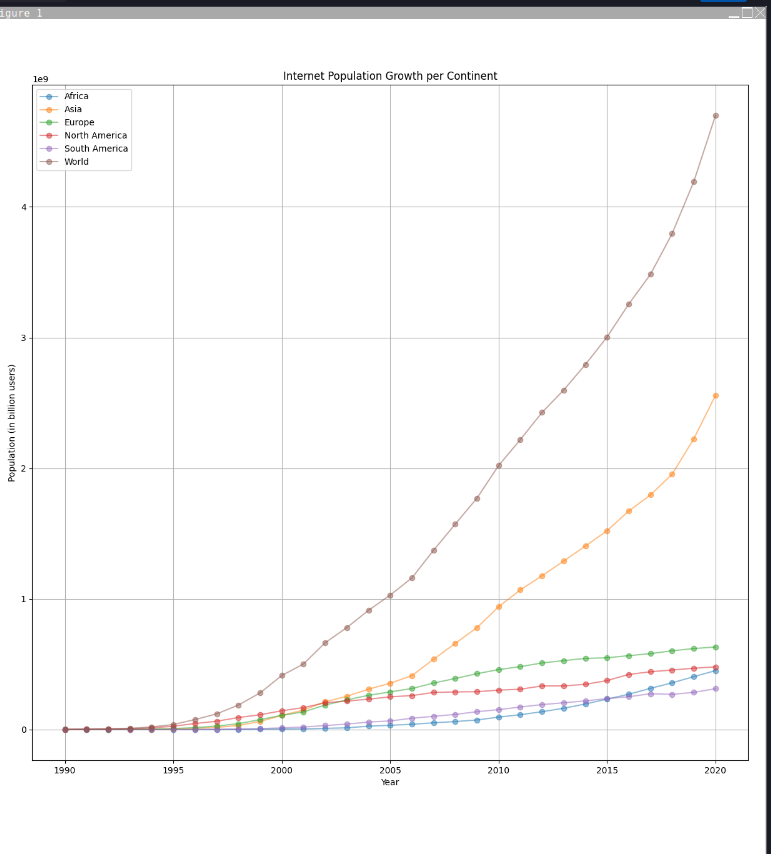 igure 1
Internet Population Growth per Continent
1e9
Africa
Asia
Europe
North America
South America
World
4
3
2
1
0
Population (in billion users)
1990 1995 2000 2005 2010 2015 2020
Year